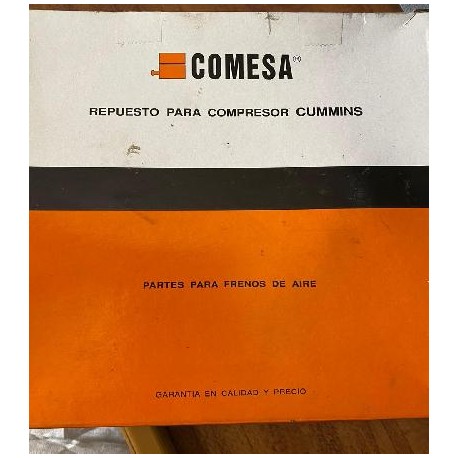 COMESA
REPUESTO PARA COMPRESOR CUMMINS
PARTES PARA FRENOS DE AIRE
GARANTIA EN CALIDAD Y PRECIO